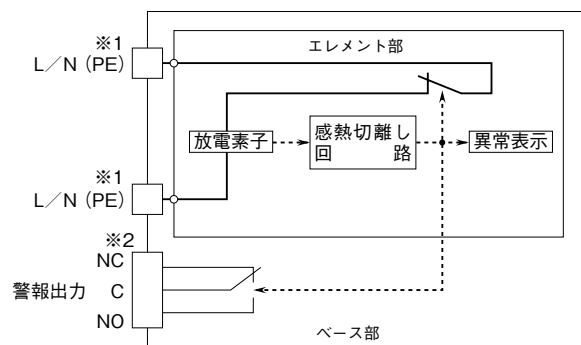 ※1
L／N (PE)
エレメント部
放電素子
感熱切離し
回　　路
異常表示
※1
L／N (PE)
※2
NC
警報出力　C
NO
ベース部